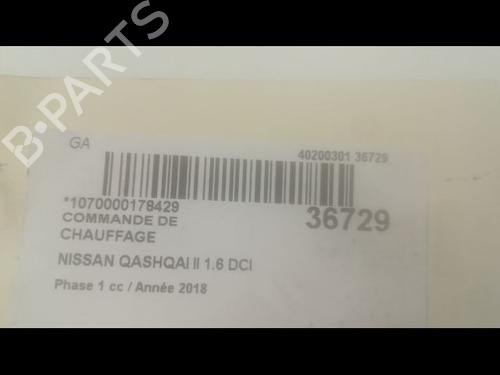 GA
40200301 36729
*1070000178429
36729
COMMANDE DE
CHAUFFAGE
NISSAN QASHQAI II 1.6 DCI
Phase 1 cc / Année 2018
B-PARTS